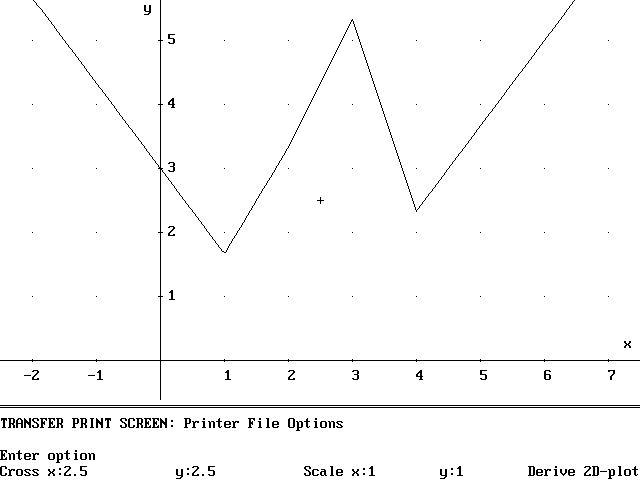 y
5
4
3
2
1
x
-2 -1 1 2 3 4 5 6 7
TRANSFER PRINT SCREEN: Printer File Options
Enter option
Cross x:2.5 y:2.5 Scale x:1 y:1 Derive 2D-plot